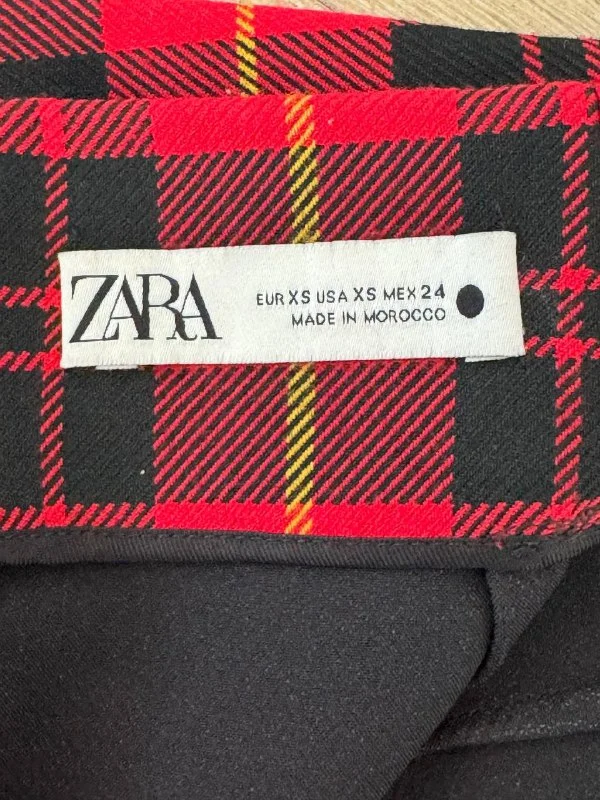 ZARA
EUR XS USA XS MEX 24
MADE IN MOROCCO